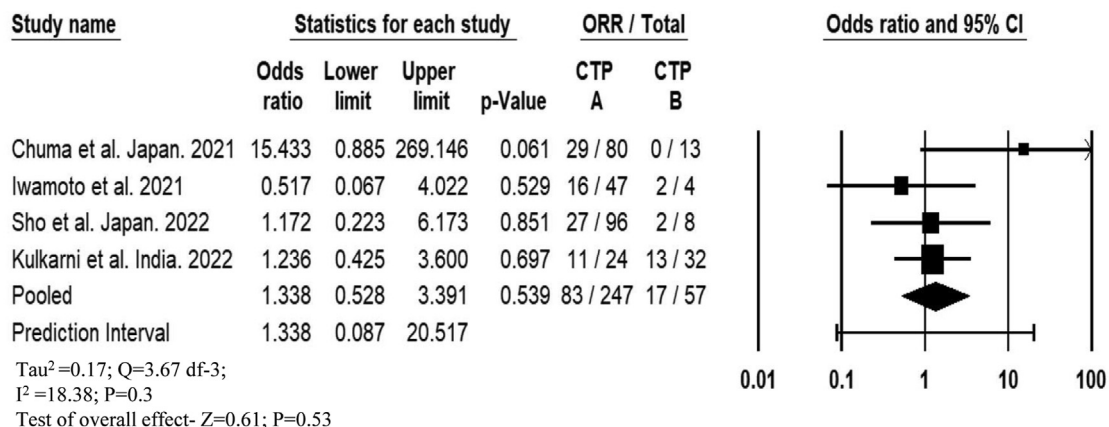 Study name Statistics for each study ORR / Total Odds ratio and 95% CI
Odds Lower Upper CTP CTP
ratio limit limit p-Value A B
Chuma et al. Japan. 2021 15.433 0.885 269.146 0.061 29 / 80 0 / 13
Iwamoto et al. 2021 0.517 0.067 4.022 0.529 16 / 47 2 / 4
Sho et al. Japan. 2022 1.172 0.223 6.173 0.851 27 / 96 2 / 8
Kulkarni et al. India. 2022 1.236 0.425 3.600 0.697 11 / 24 13 / 32
Pooled 1.338 0.528 3.391 0.539 83 / 247 17 / 57
Prediction Interval 1.338 0.087 20.517
Tau² =0.17; Q=3.67 df-3;
I² =18.38; P=0.3
Test of overall effect- Z=0.61; P=0.53
0.01 0.1 1 10 100